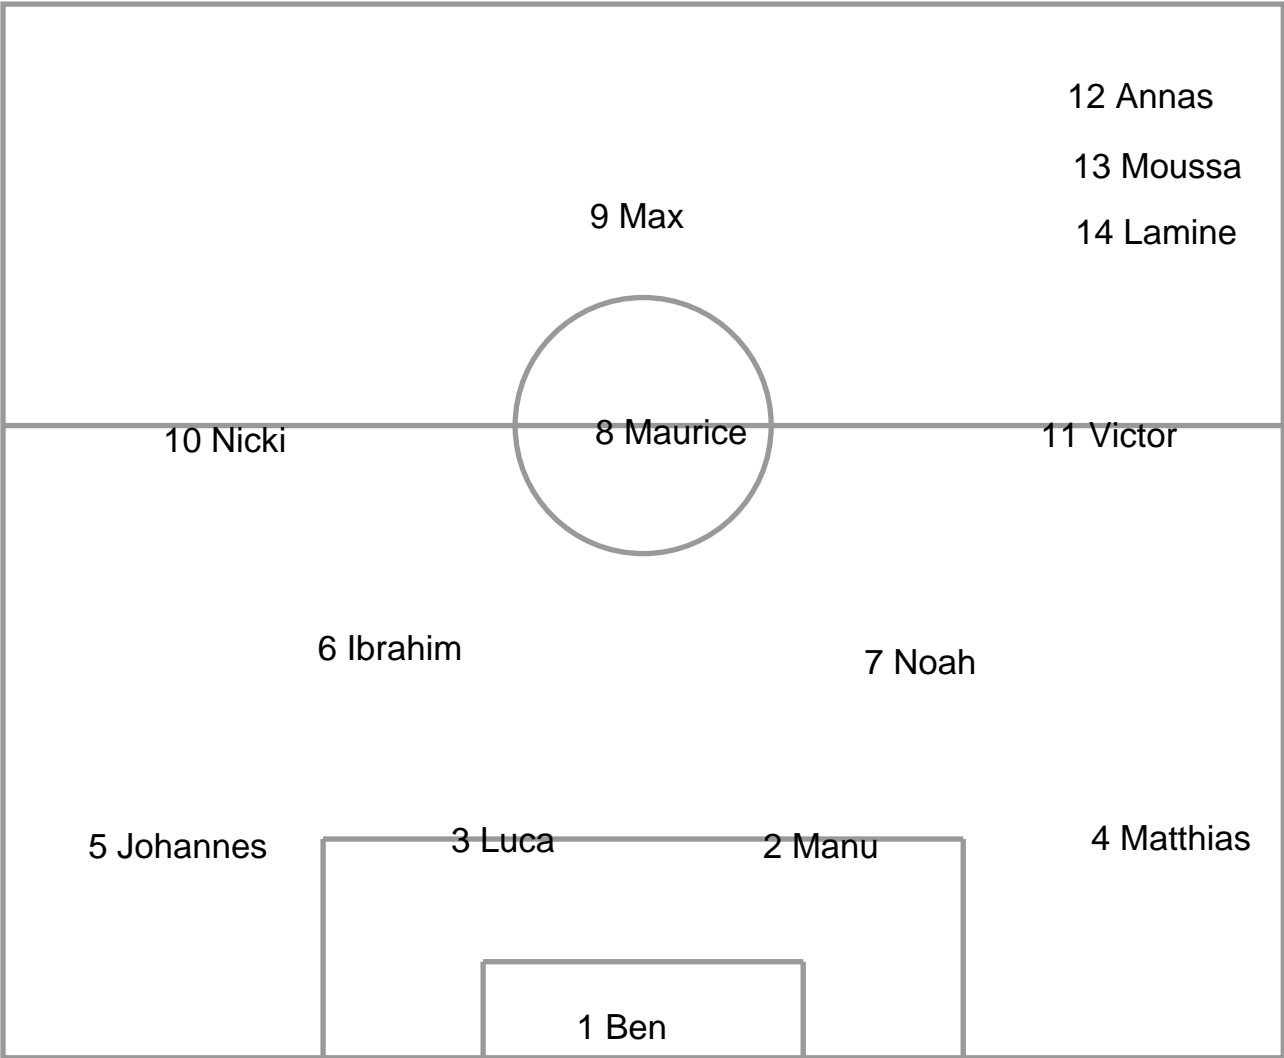 12 Annas
13 Moussa
9 Max
14 Lamine
10 Nicki
8 Maurice
11 Victor
6 Ibrahim
7 Noah
5 Johannes
3 Luca
2 Manu
4 Matthias
1 Ben